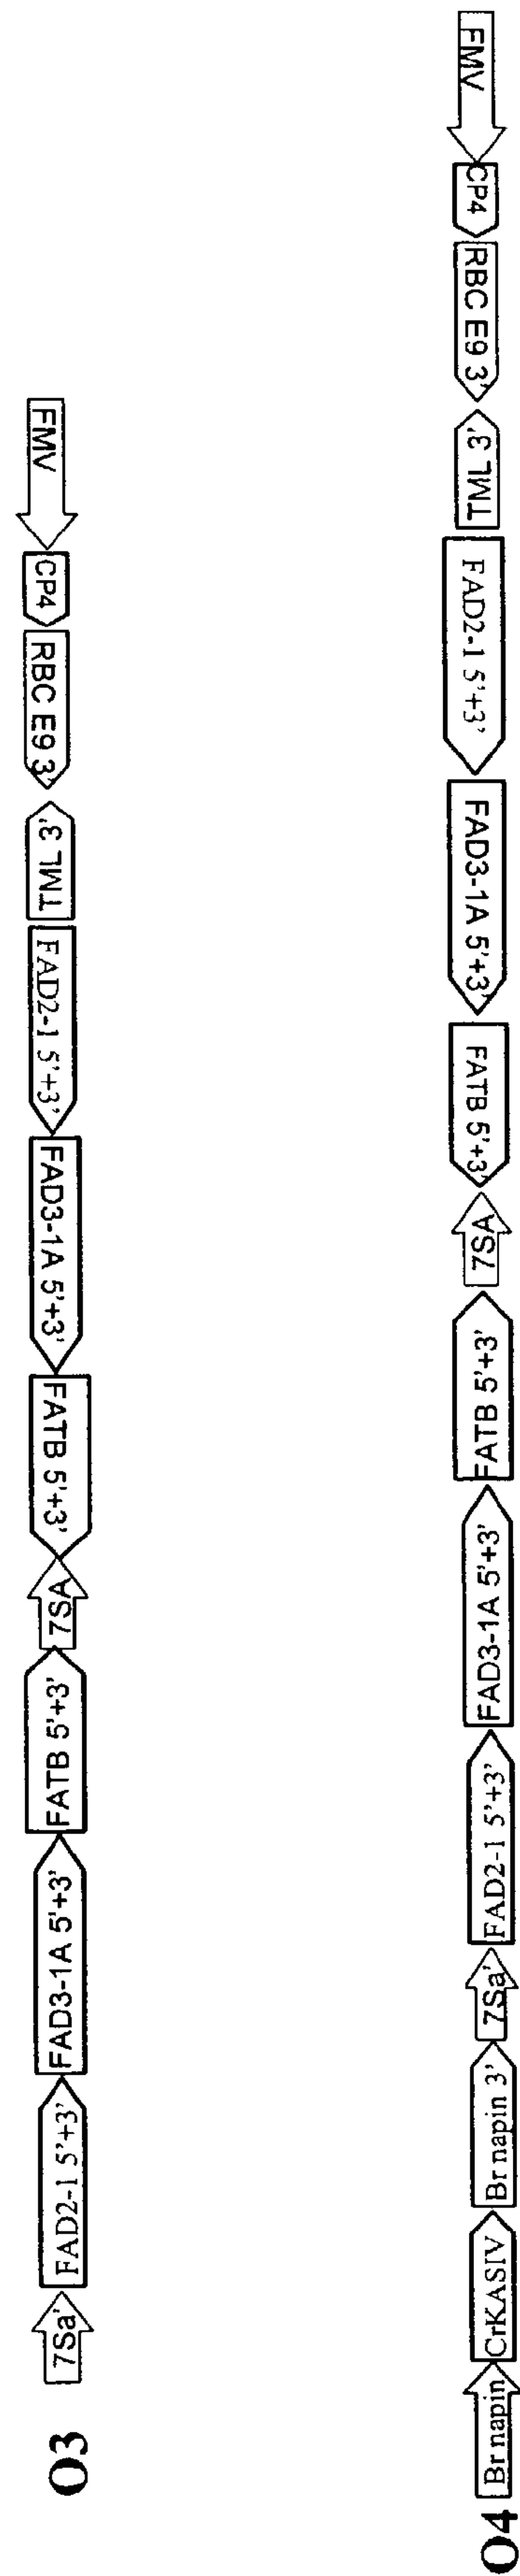 O3
7Sa'
FAD2-1 5'+3'
FAD3-1A 5'+3'
FATB 5'+3'
7SA
FATB 5'+3'
FAD3-1A 5'+3'
FAD2-1 5'+3'
TML 3'
RBC E9 3'
CP4
FMV
O4
Br napin
CrKASIV
Br napin 3'
7Sa'
FAD2-1 5'+3'
FAD3-1A 5'+3'
FATB 5'+3'
7SA
FATB 5'+3'
FAD3-1A 5'+3'
FAD2-1 5'+3'
TML 3'
RBC E9 3'
CP4
FMV